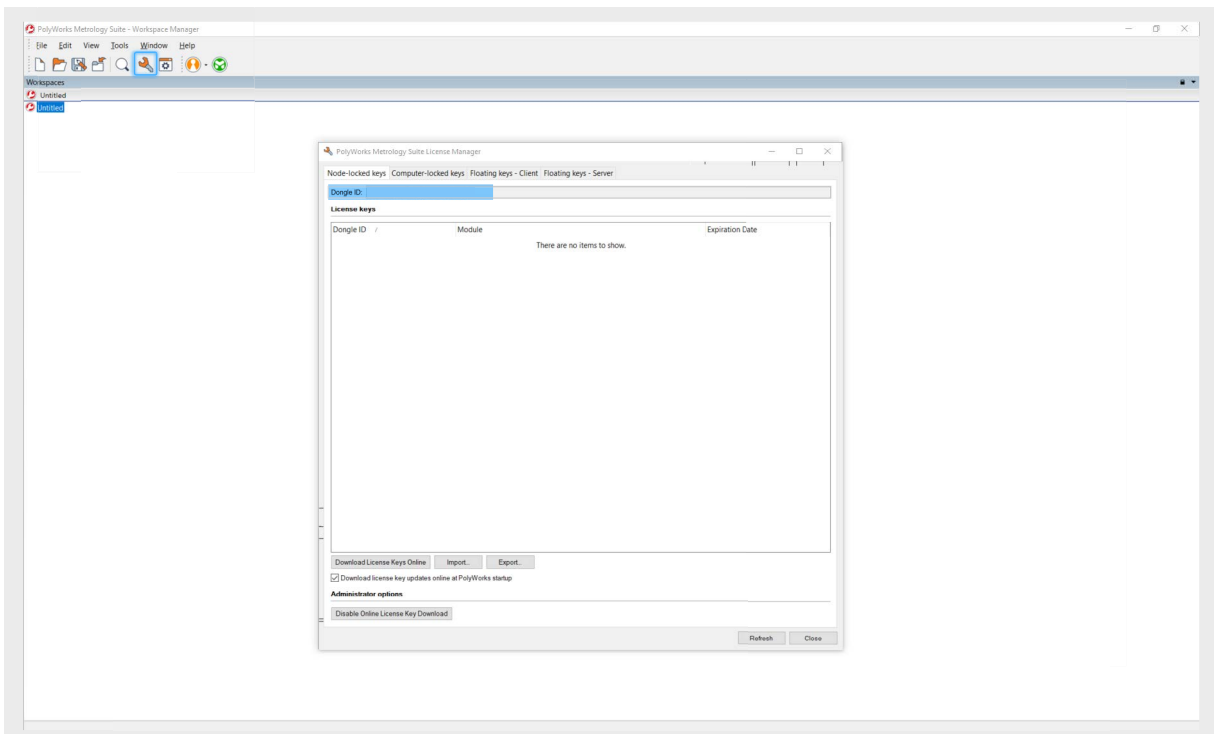 PolyWorks Metrology Suite - Workspace Manager
File Edit View Tools Window Help
Workspaces
Untitled
Untitled
PolyWorks Metrology Suite License Manager
Node-locked keys Computer-locked keys Floating keys - Client Floating keys - Server
Dongle ID:
License keys
Dongle ID / Module Expiration Date
There are no items to show.
Download License Keys Online Import.. Export..
Download license key updates online at PolyWorks startup
Administrator options
Disable Online License Key Download
Refresh Close